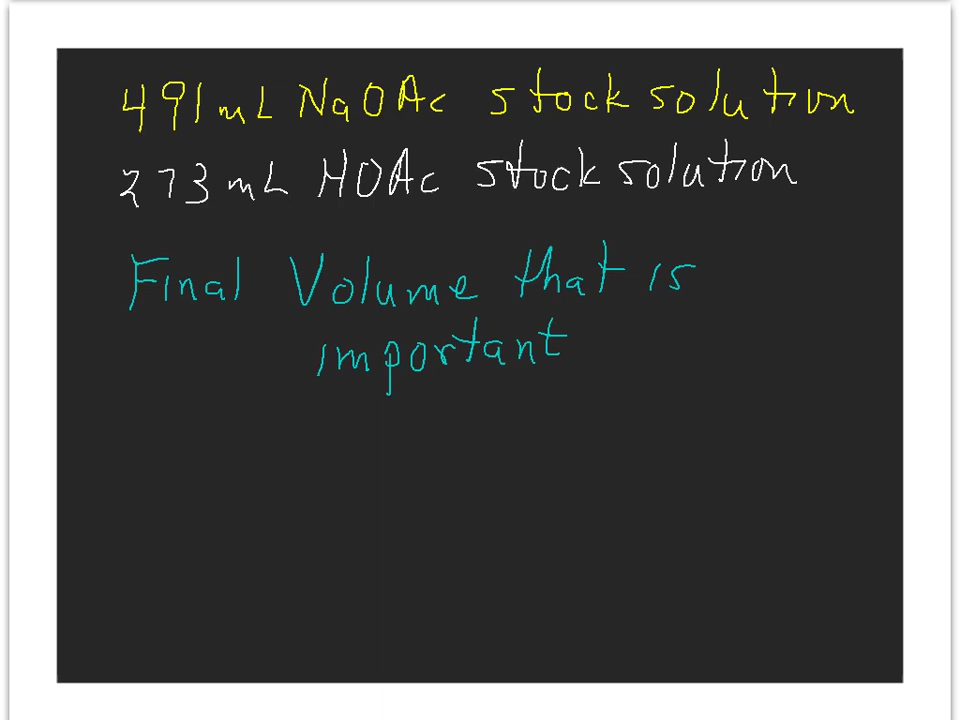 491 mL NaOAc stock solution
273 mL HOAc stock solution
Final Volume that is
important